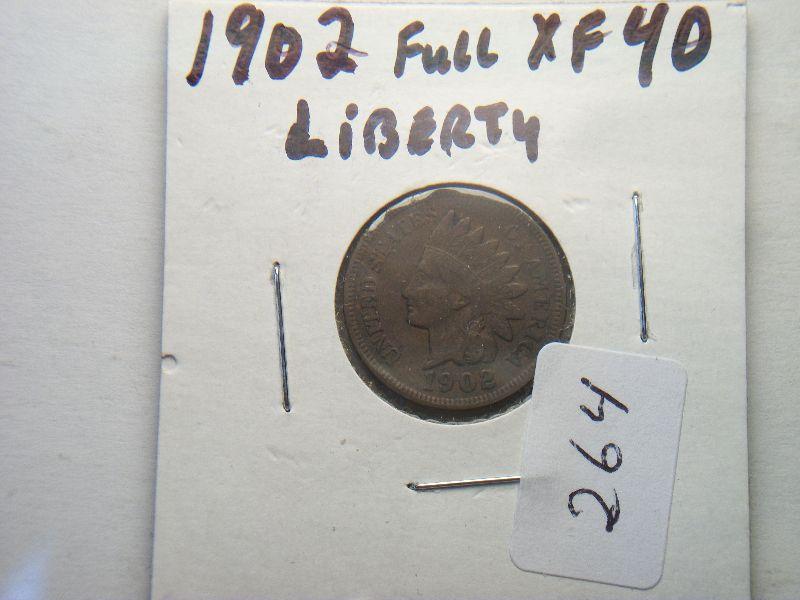 1902 Full XF40
LiBERTy
UNITED STATES OF AMERICA
1902
264